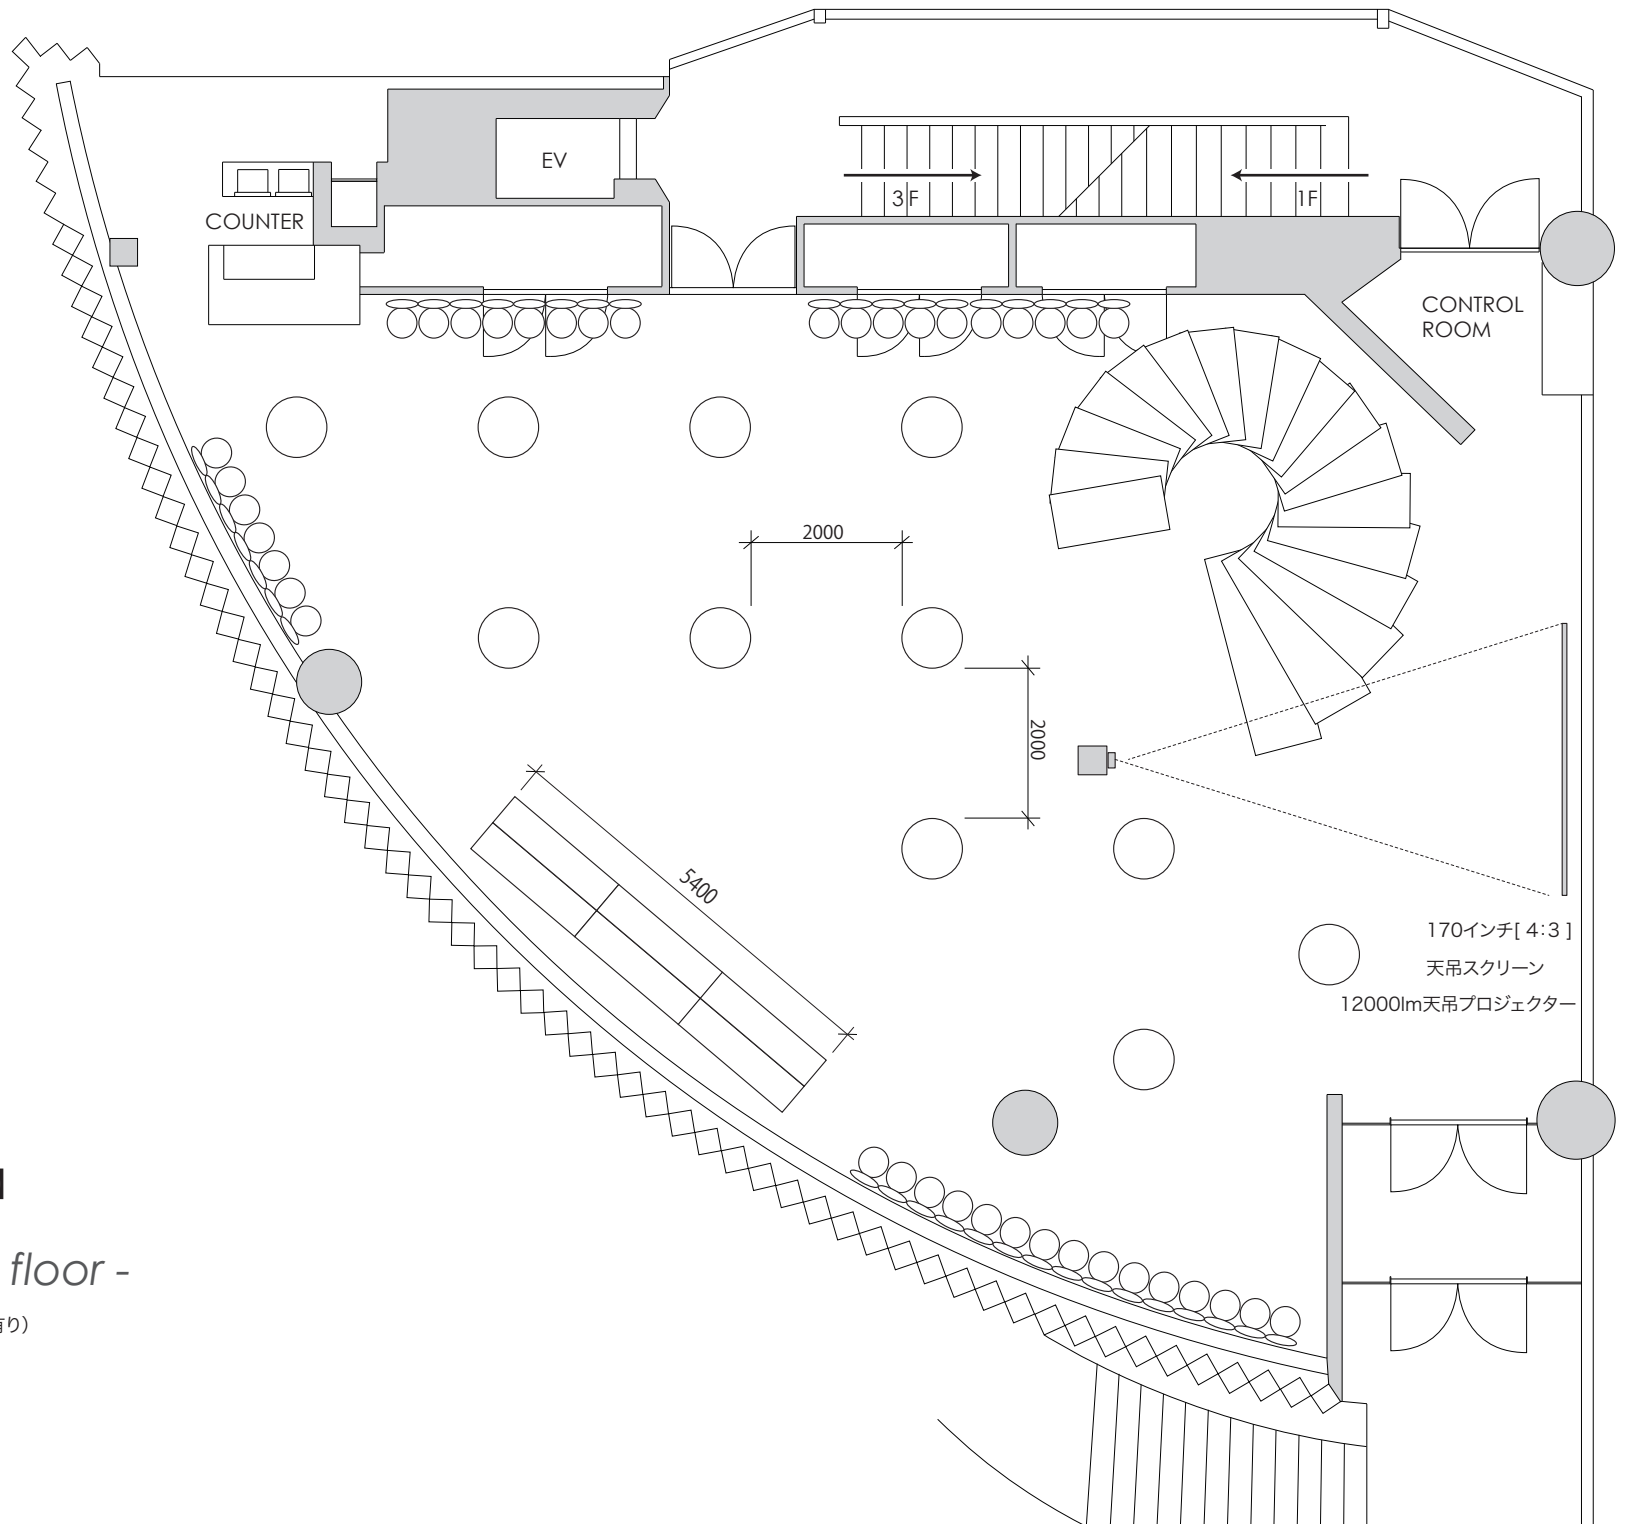 EV
3F
1F
COUNTER
CONTROL
ROOM
2000
2000
5400
170インチ[ 4:3 ]
天吊スクリーン
12000lm天吊プロジェクター
floor -
有り）